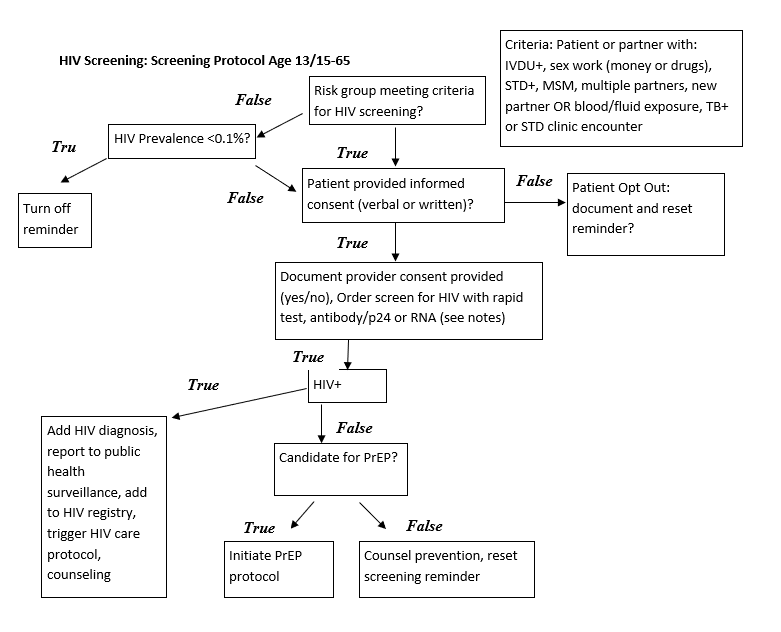 HIV Screening: Screening Protocol Age 13/15-65
Criteria: Patient or partner with:
IVDU+, sex work (money or drugs),
STD+, MSM, multiple partners, new
partner OR blood/fluid exposure, TB+
or STD clinic encounter
Risk group meeting criteria
for HIV screening?
False
HIV Prevalence <0.1%?
Tru
True
Turn off
reminder
False
Patient provided informed
consent (verbal or written)?
False
Patient Opt Out:
document and reset
reminder?
True
Document provider consent provided
(yes/no), Order screen for HIV with rapid
test, antibody/p24 or RNA (see notes)
True
HIV+
True
False
Add HIV diagnosis,
report to public
health
surveillance, add
to HIV registry,
trigger HIV care
protocol,
counseling
Candidate for PrEP?
True
False
Initiate PrEP
protocol
Counsel prevention, reset
screening reminder